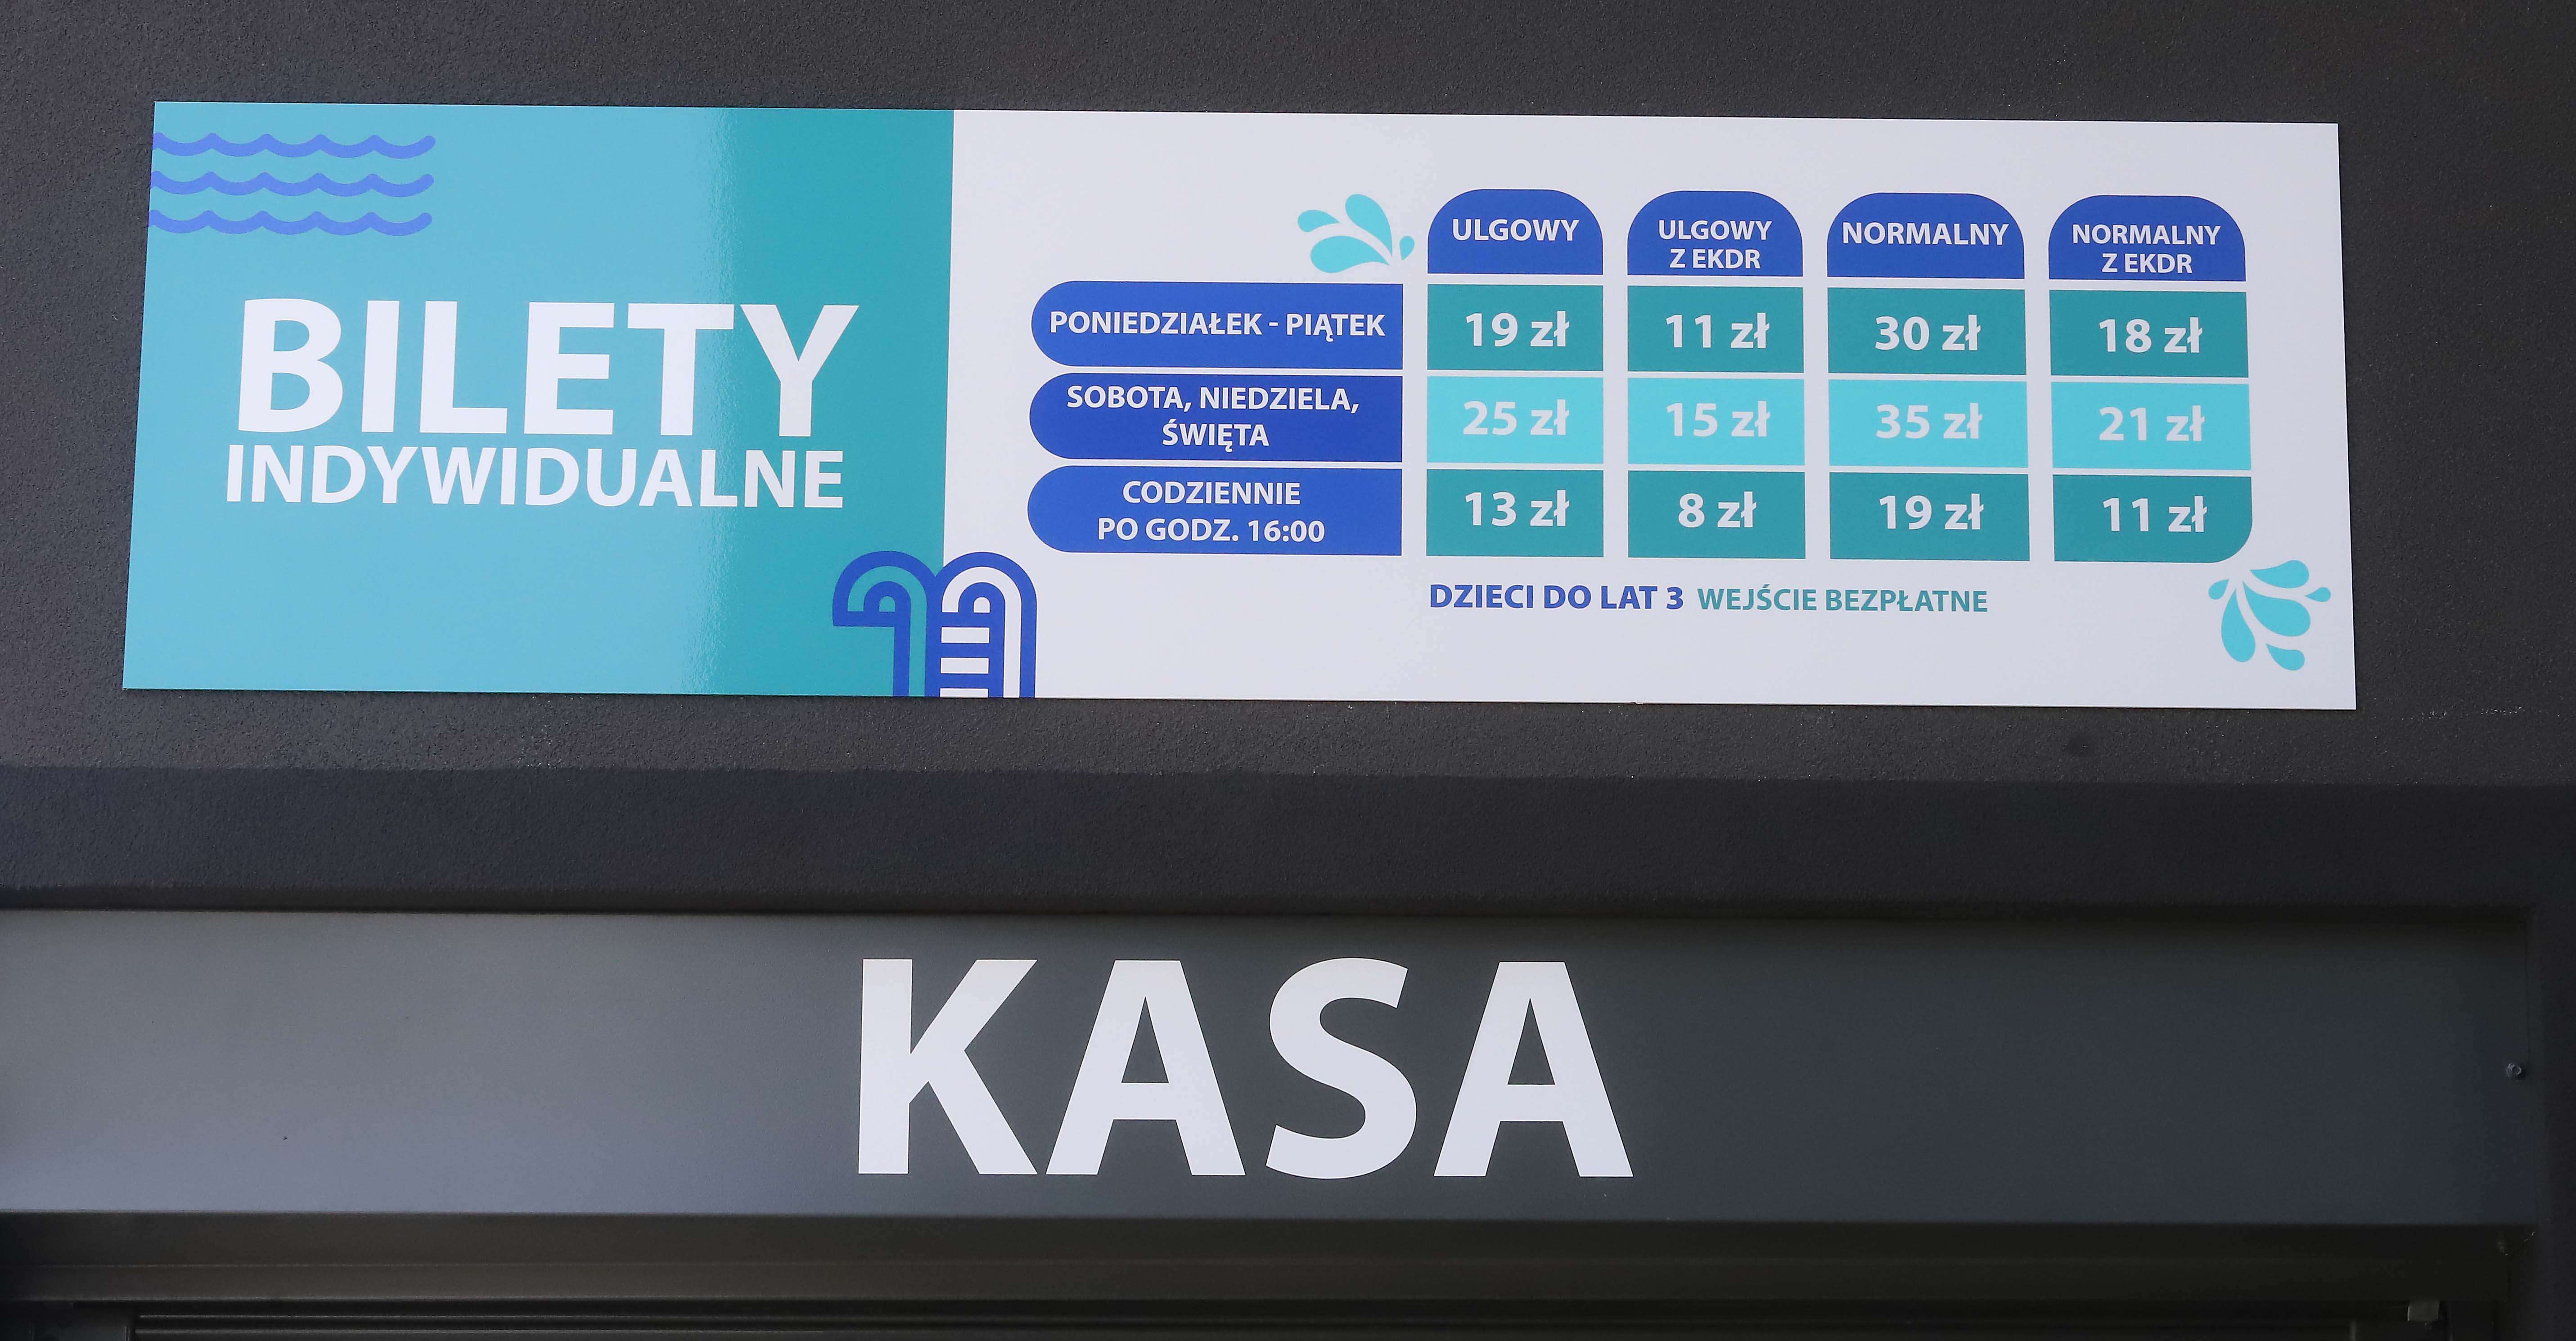 BILETY
INDYWIDUALNE
ULGOWY
ULGOWY
Z EKDR
NORMALNY
NORMALNY
Z EKDR
PONIEDZIAŁEK - PIĄTEK
19 zł
11 zł
30 zł
18 zł
SOBOTA, NIEDZIELA,
ŚWIĘTA
25 zł
15 zł
35 zł
21 zł
CODZIENNIE
PO GODZ. 16:00
13 zł
8 zł
19 zł
11 zł
DZIECI DO LAT 3 WEJŚCIE BEZPŁATNE
KASA